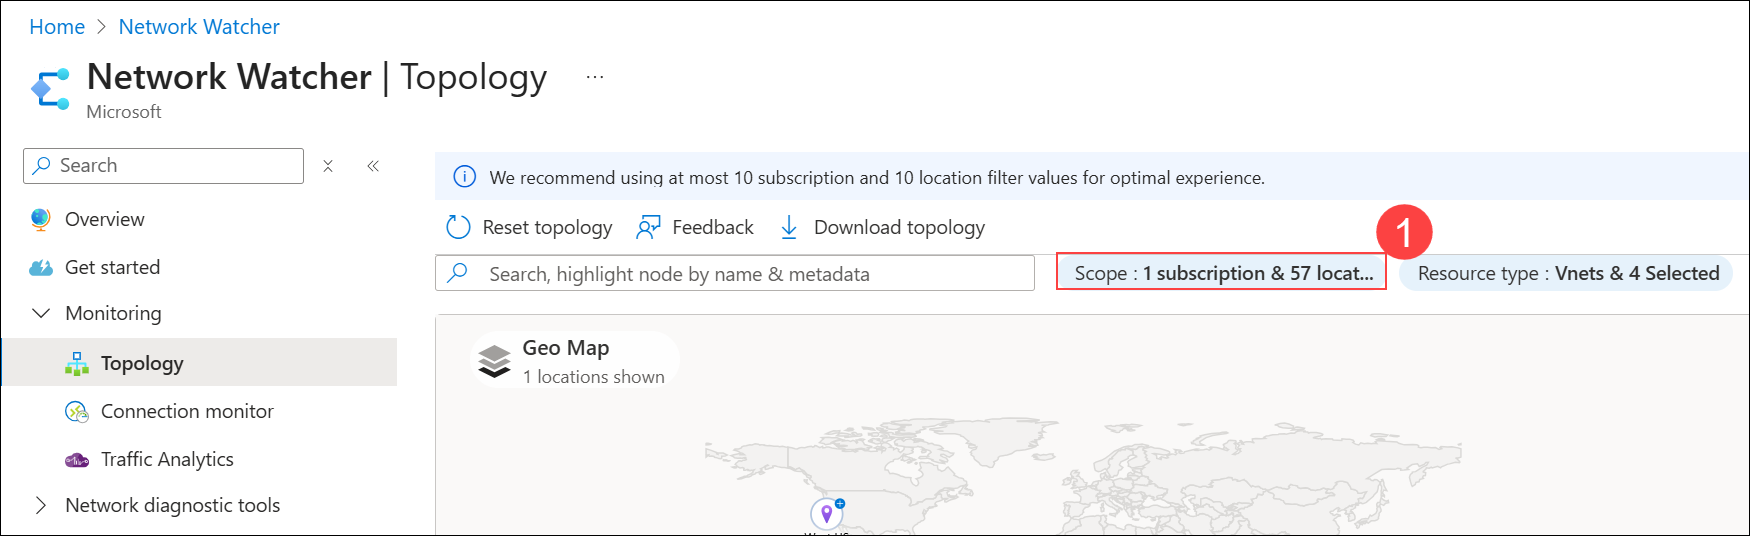 Home > Network Watcher
Network Watcher | Topology ...
Microsoft
Search
Overview
Get started
Monitoring
Topology
Connection monitor
Traffic Analytics
Network diagnostic tools
We recommend using at most 10 subscription and 10 location filter values for optimal experience.
Reset topology Feedback Download topology
1
Search, highlight node by name & metadata Scope : 1 subscription & 57 locat... Resource type : Vnets & 4 Selected
Geo Map
1 locations shown